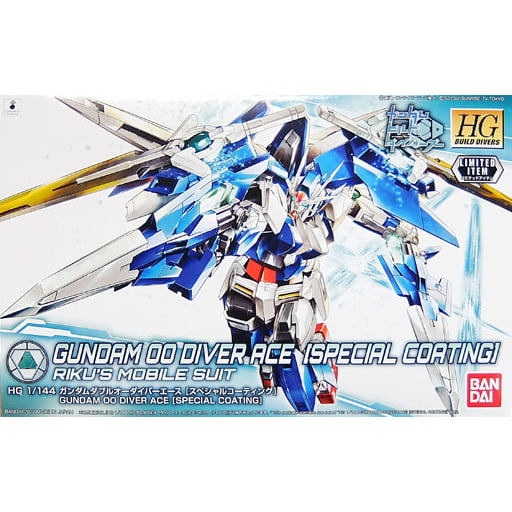 HG
BUILD DIVERS
LIMITED
ITEM
GUNDAM 00 DIVER ACE [SPECIAL COATING]
RIKU'S MOBILE SUIT
HG 1/144 ガンダムダブルオーダイバーエース [スペシャルコーティング]
GUNDAM 00 DIVER ACE [SPECIAL COATING]
BAN
DAI